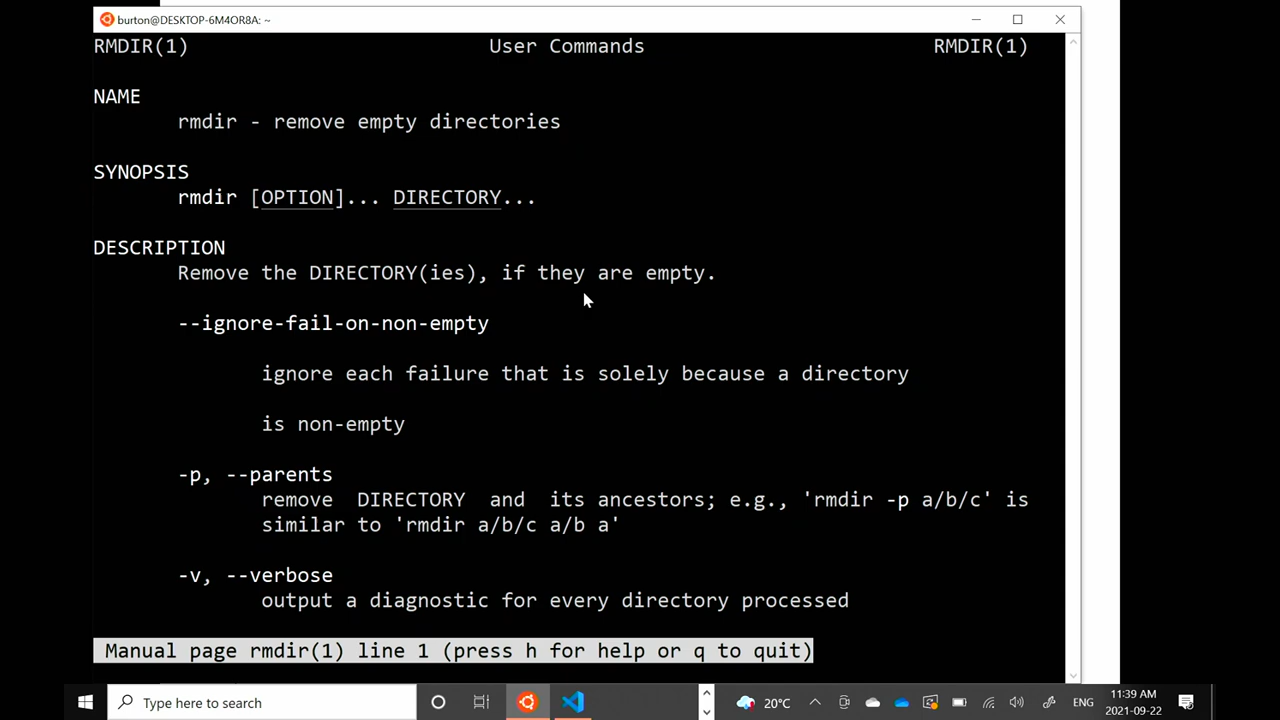 burton@DESKTOP-6M4OR8A: ~
RMDIR(1) User Commands RMDIR(1)
NAME
rmdir - remove empty directories
SYNOPSIS
rmdir [OPTION]... DIRECTORY...
DESCRIPTION
Remove the DIRECTORY(ies), if they are empty.
--ignore-fail-on-non-empty
ignore each failure that is solely because a directory
is non-empty
-p, --parents
remove DIRECTORY and its ancestors; e.g., 'rmdir -p a/b/c' is
similar to 'rmdir a/b/c a/b a'
-v, --verbose
output a diagnostic for every directory processed
Manual page rmdir(1) line 1 (press h for help or q to quit)
Type here to search 20°C ENG 11:39 AM
2021-09-22